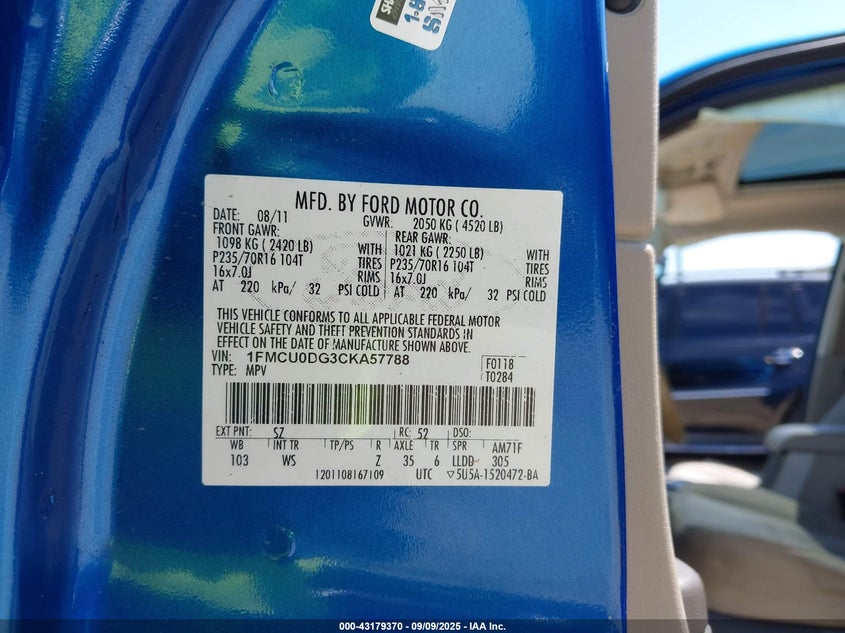 SH
1-8
MFD. BY FORD MOTOR CO.
DATE: 08/11 GVWR: 2050 KG ( 4520 LB)
FRONT GAWR: REAR GAWR:
1098 KG ( 2420 LB) WITH 1021 KG ( 2250 LB) WITH
P235/70R16 104T TIRES P235/70R16 104T TIRES
16x7.0J RIMS 16x7.0J RIMS
AT 220 kPa/ 32 PSI COLD AT 220 kPa/ 32 PSI COLD
THIS VEHICLE CONFORMS TO ALL APPLICABLE FEDERAL MOTOR
VEHICLE SAFETY AND THEFT PREVENTION STANDARDS IN
EFFECT ON THE DATE OF MANUFACTURE SHOWN ABOVE.
VIN: 1FMCU0DG3CKA57788 F0118
TYPE: MPV T0284
EXT PNT: SZ RC: 52 DSO:
WB INT TR TP/PS R AXLE TR SPR AM71F
103 WS Z 35 6 LLDD 305
1201108167109 UTC ▽5U5A-1520472-BA
000-43179370 - 09/09/2025 - IAA Inc.